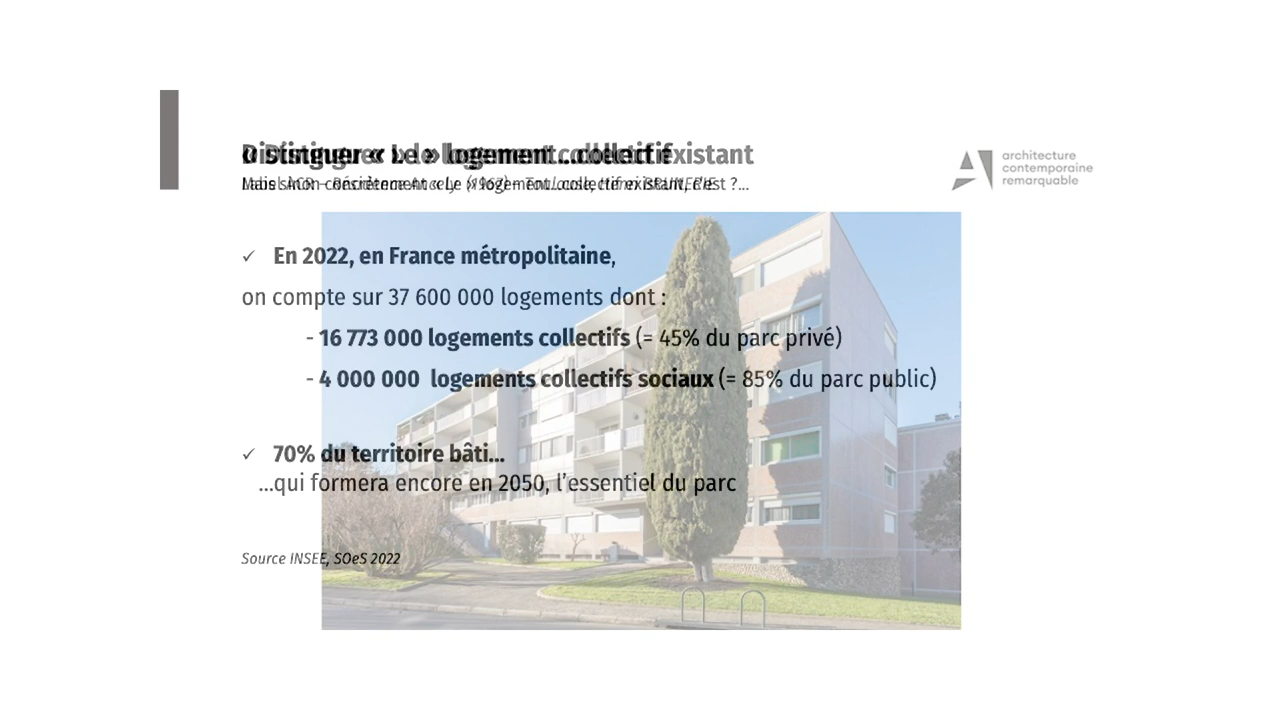 existant
architecture
contemporaine
remarquable
✓ En 2022, en France métropolitaine,
on compte sur 37 600 000 logements dont :
- 16 773 000 logements collectifs (= 45% du parc privé)
- 4 000 000 logements collectifs sociaux (= 85% du parc public)
✓ 70% du territoire bâti...
...qui formera encore en 2050, l'essentiel du parc
Source INSEE, SOeS 2022